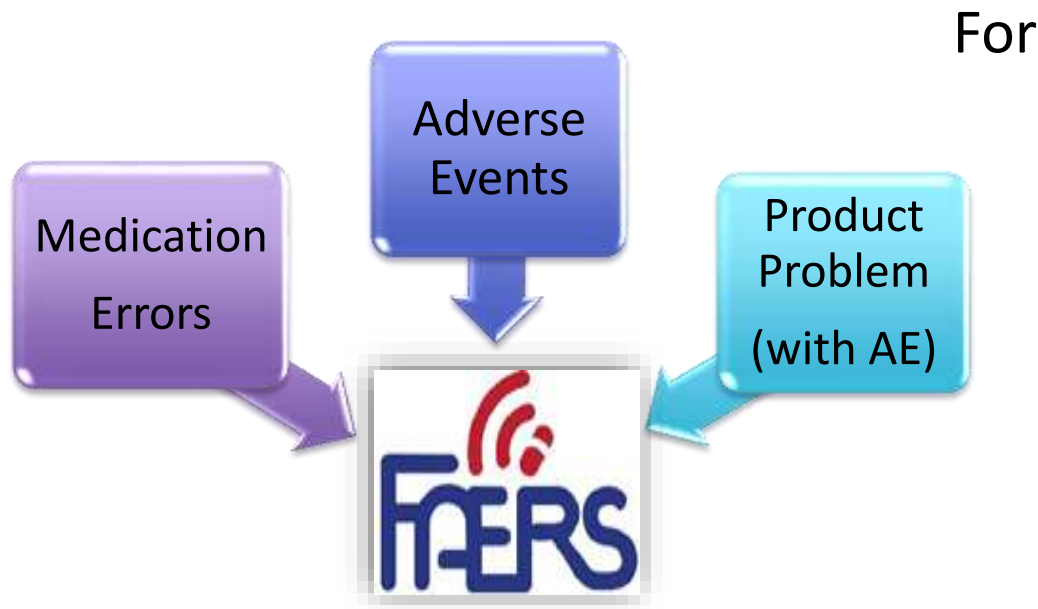 For
Adverse
Events
Medication
Errors
Product
Problem
(with AE)
FAERS